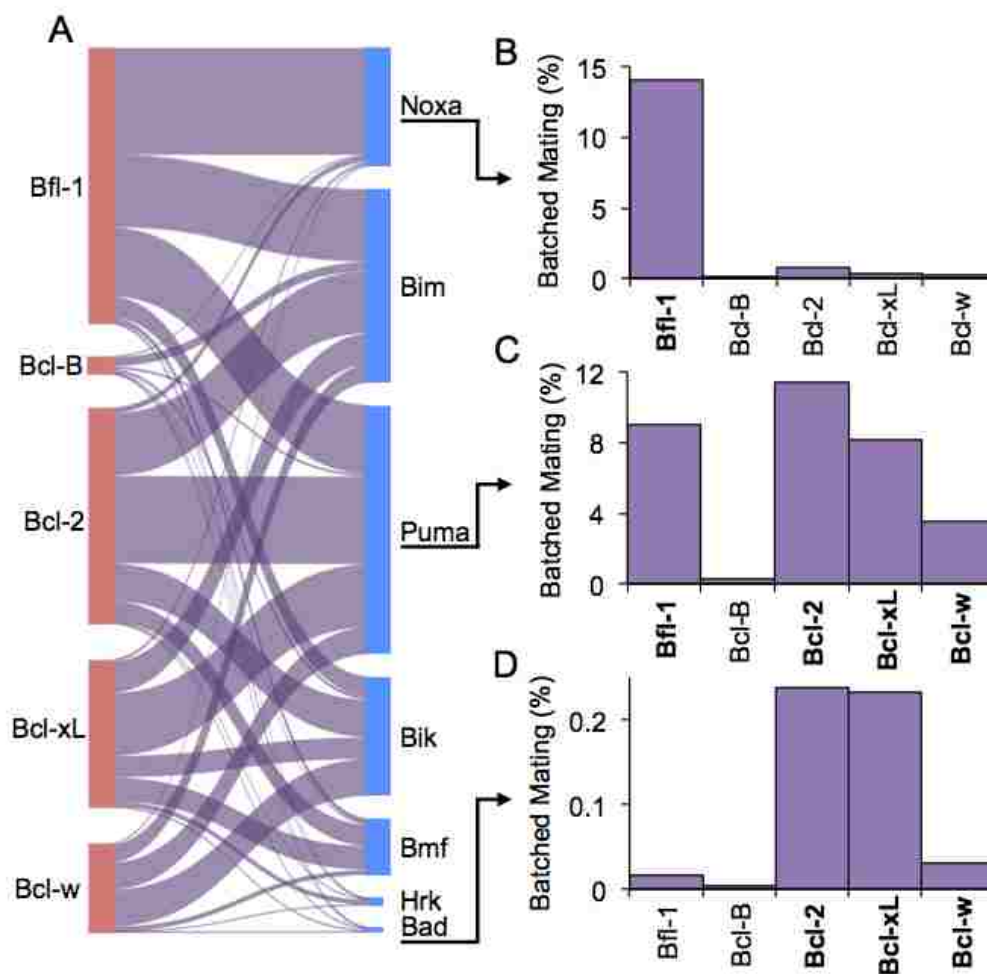 A
Bfl-1
Bcl-B
Bcl-2
Bcl-xL
Bcl-w
Noxa
Bim
Puma
Bik
Bmf
Hrk
Bad
B
Batched Mating (%)
15
10
5
0
Bfl-1
Bcl-B
Bcl-2
Bcl-xL
Bcl-w
C
Batched Mating (%)
12
8
4
0
Bfl-1
Bcl-B
Bcl-2
Bcl-xL
Bcl-w
D
Batched Mating (%)
0.2
0.1
0
Bfl-1
Bcl-B
Bcl-2
Bcl-xL
Bcl-w